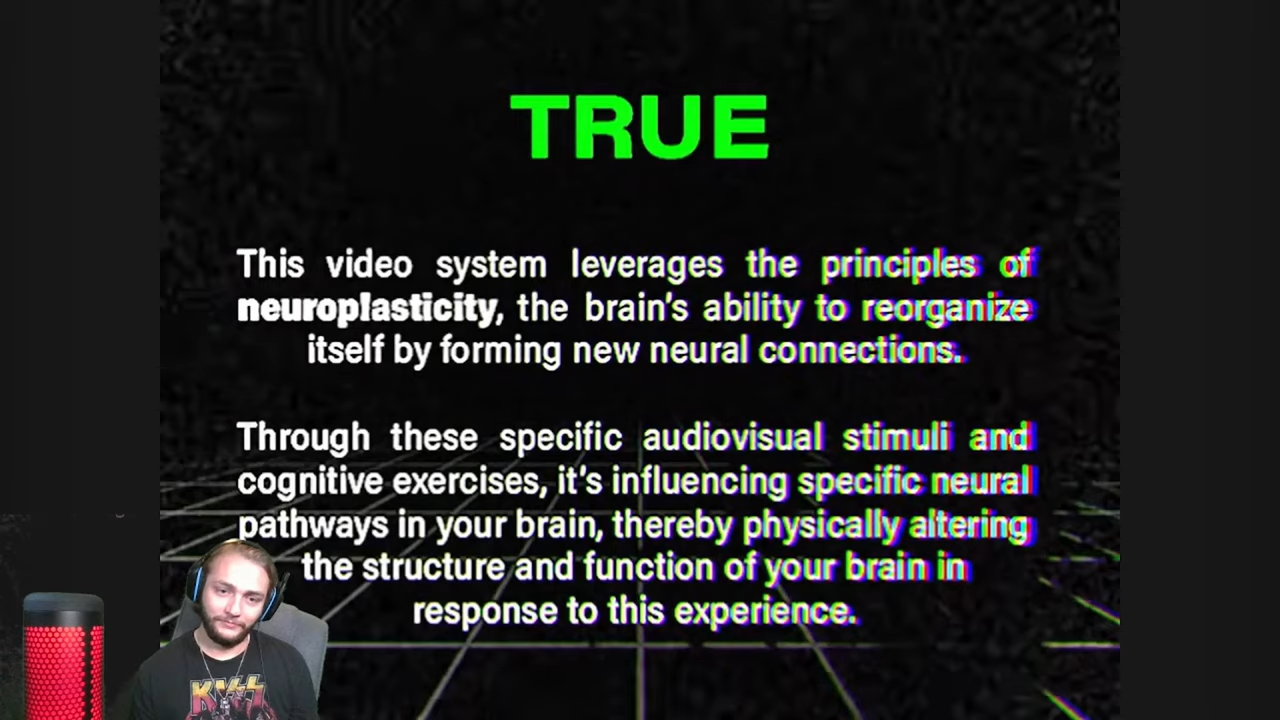 TRUE
This video system leverages the principles of
neuroplasticity, the brain's ability to reorganize
itself by forming new neural connections.
Through these specific audiovisual stimuli and
cognitive exercises, it's influencing specific neural
pathways in your brain, thereby physically altering
the structure and function of your brain in
response to this experience.
KISS